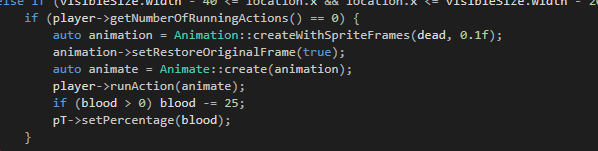 else if (visibleSize.width - 40 <= location.x && location.x <= visibleSize.width - 20
if (player->getNumberOfRunningActions() == 0) {
auto animation = Animation::createWithSpriteFrames(dead, 0.1f);
animation->setRestoreOriginalFrame(true);
auto animate = Animate::create(animation);
player->runAction(animate);
if (blood > 0) blood -= 25;
pT->setPercentage(blood);
}